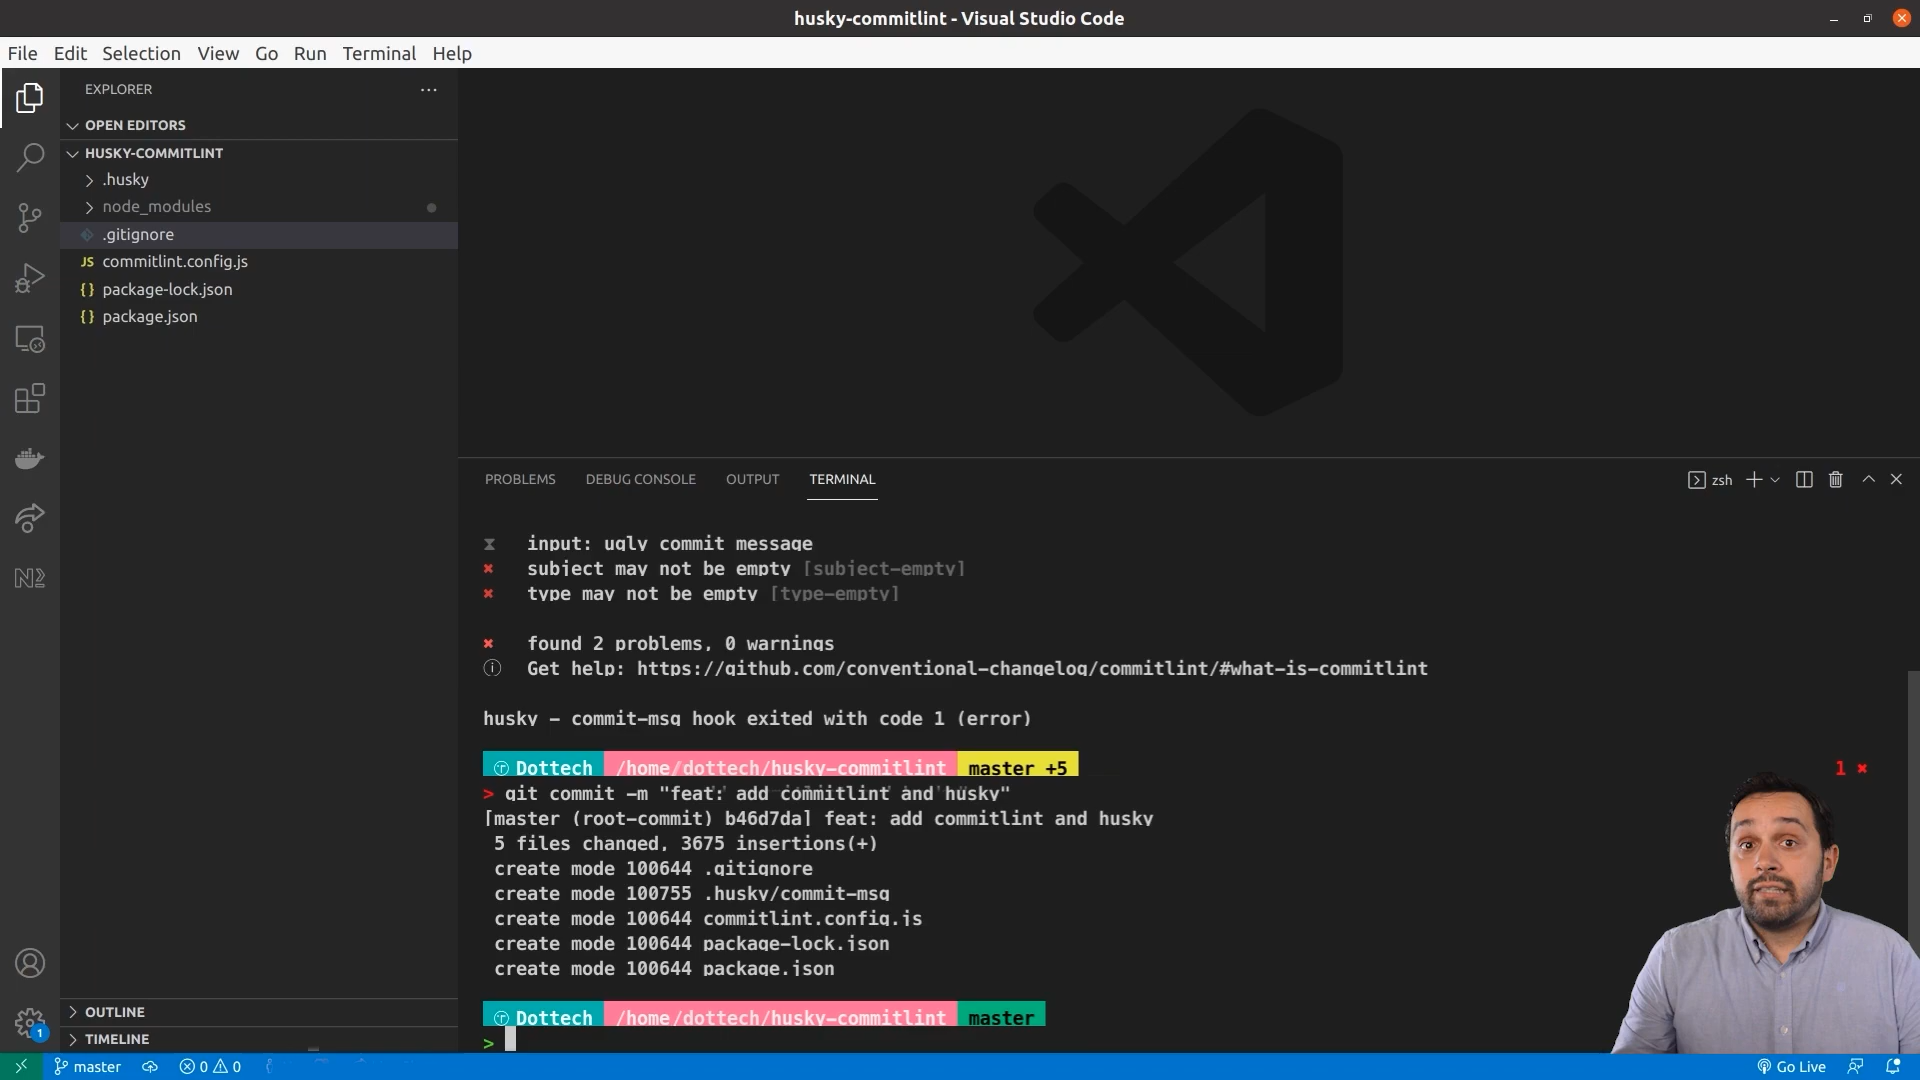 husky-commitlint - Visual Studio Code
File Edit Selection View Go Run Terminal Help
EXPLORER
OPEN EDITORS
HUSKY-COMMITLINT
.husky
node_modules
.gitignore
JS commitlint.config.js
{} package-lock.json
{} package.json
OUTLINE
TIMELINE
PROBLEMS DEBUG CONSOLE OUTPUT TERMINAL
zsh
input: ugly commit message
✖ subject may not be empty [subject-empty]
✖ type may not be empty [type-empty]
✖ found 2 problems, 0 warnings
ⓘ Get help: https://github.com/conventional-changelog/commitlint/#what-is-commitlint
husky - commit-msg hook exited with code 1 (error)
Dottech /home/dottech/husky-commitlint master +5 1 ✖
> git commit -m "feat: add commitlint and husky"
[master (root-commit) b46d7da] feat: add commitlint and husky
5 files changed, 3675 insertions(+)
create mode 100644 .gitignore
create mode 100755 .husky/commit-msg
create mode 100644 commitlint.config.js
create mode 100644 package-lock.json
create mode 100644 package.json
Dottech /home/dottech/husky-commitlint master
>
1
master 0 0 Go Live